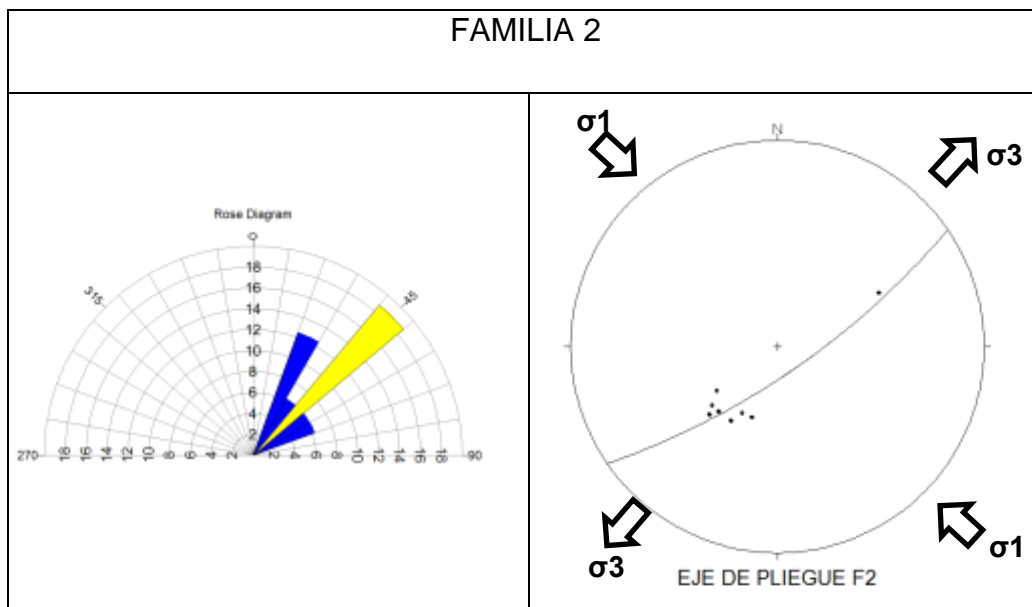 FAMILIA 2
Rose Diagram
0
18
16
14
12
10
8
6
4
2
315
45
270 18 16 14 12 10 8 6 4 2 2 4 6 8 10 12 14 16 18 90
σ1
N
σ3
σ3
σ1
EJE DE PLIEGUE F2